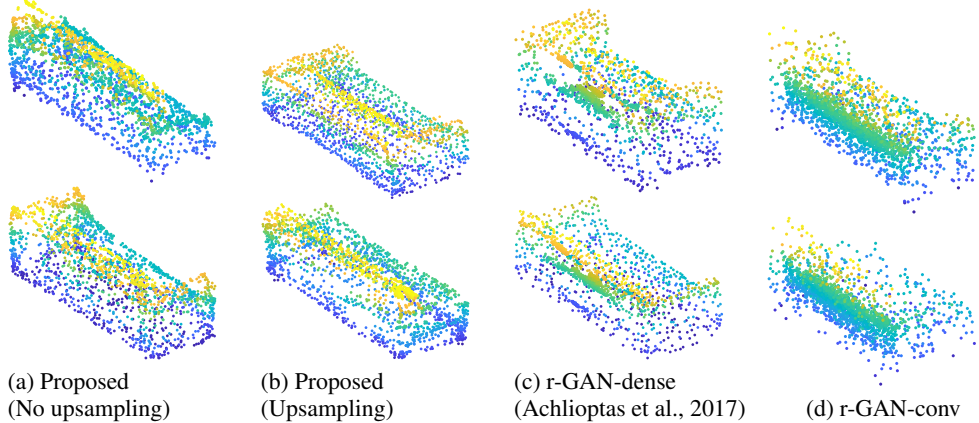 (a) Proposed
(No upsampling)
(b) Proposed
(Upsampling)
(c) r-GAN-dense
(Achlioptas et al., 2017)
(d) r-GAN-conv